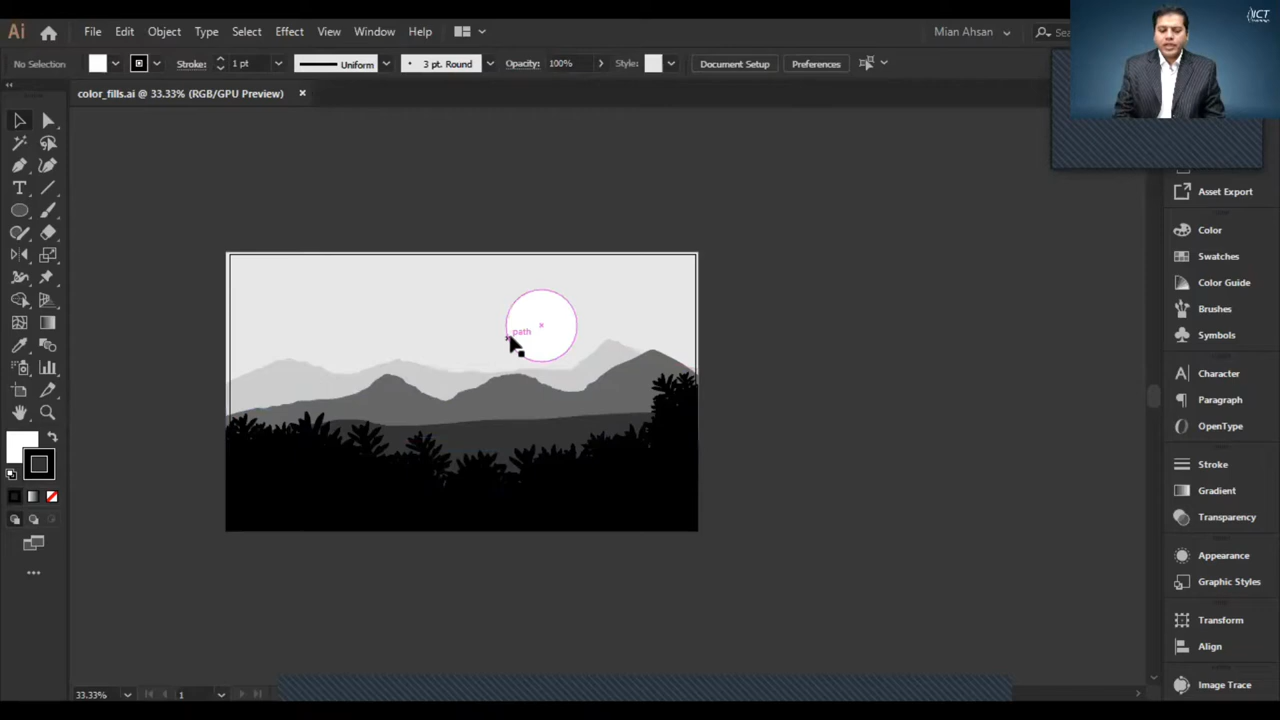 Ai File Edit Object Type Select Effect View Window Help Mian Ahsan
ICT
No Selection Stroke: 1 pt Uniform 3 pt. Round Opacity: 100% Style: Document Setup Preferences
color_fills.ai @ 33.33% (RGB/GPU Preview)
path
Asset Export
Color
Swatches
Color Guide
Brushes
Symbols
Character
Paragraph
OpenType
Stroke
Gradient
Transparency
Appearance
Graphic Styles
Transform
Align
Image Trace
33.33% 1